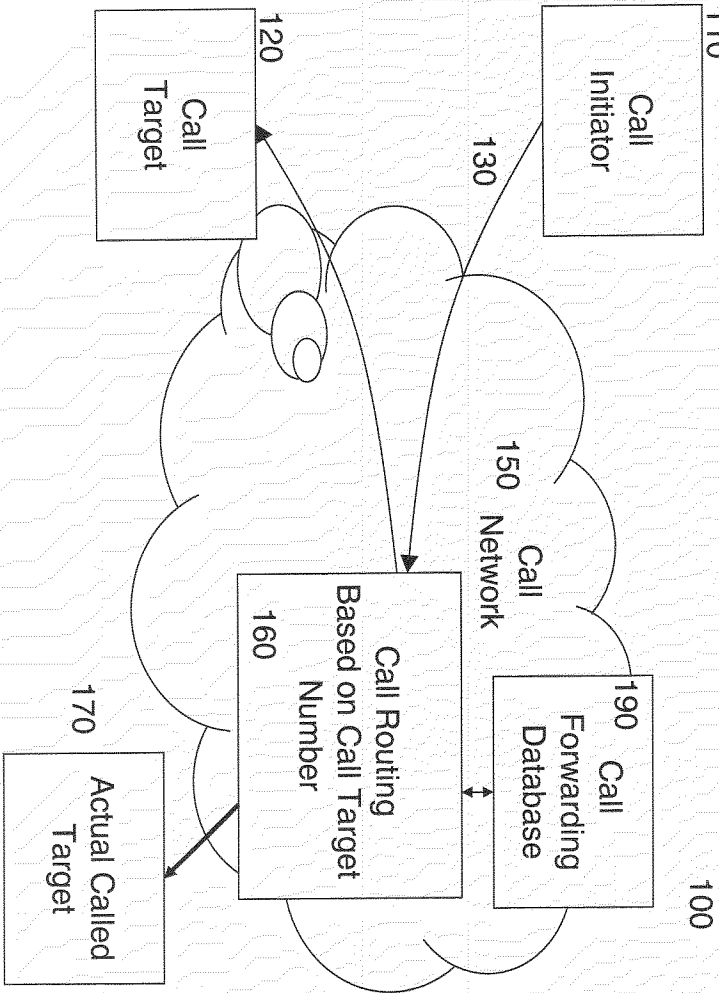 110
100
Call
Initiator
190
Call
Forwarding
Database
130
150
Call
Network
Call Routing
Based on Call Target
Number
160
120
Call
Target
170
Actual Called
Target